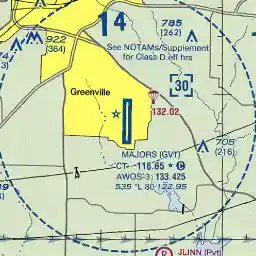 14
785
(262)
922
(364)
See NOTAMs/Supplement
for Class D eff hrs
Greenville
30
132.02
MAJORS (GVT)
CT - 118.65 ★ C
AWOS-3 133.425
535 *L 80 122.95
705
(216)
JLINN (Pvt)
R